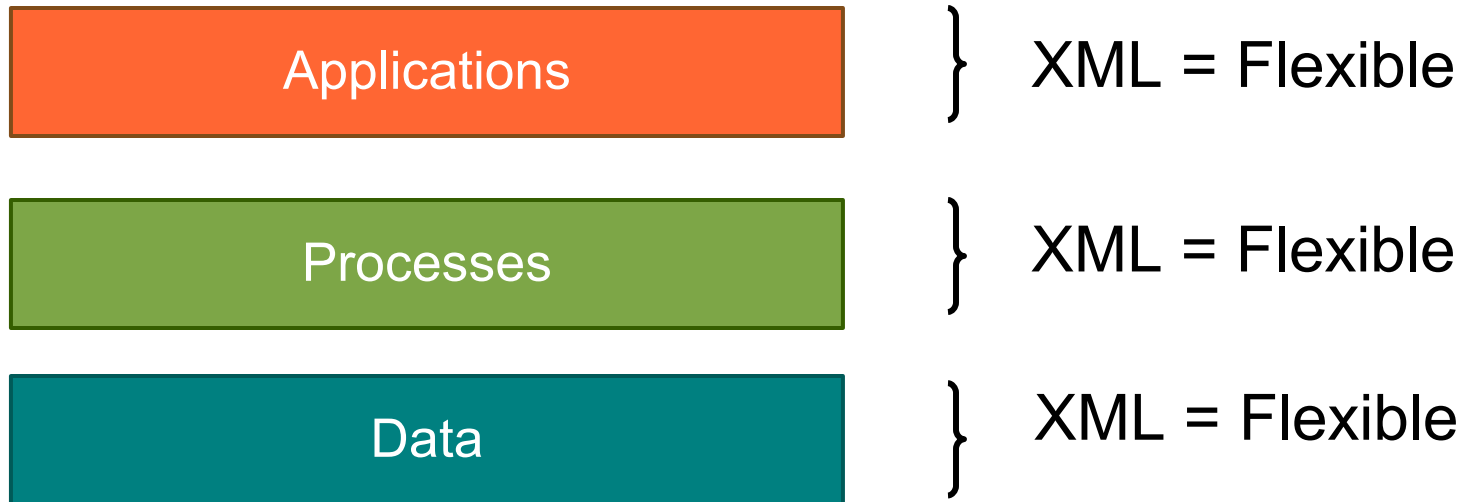 Applications
XML = Flexible
Processes
XML = Flexible
Data
XML = Flexible